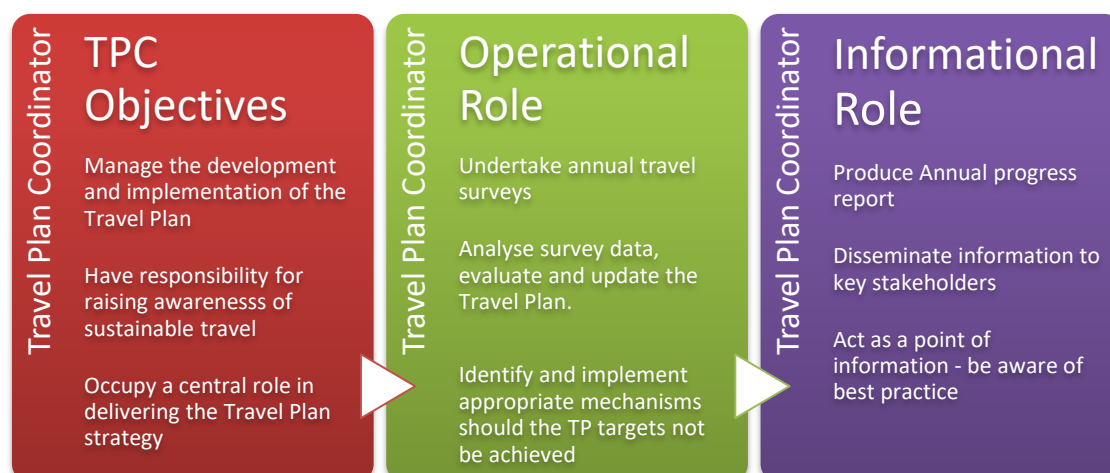 Travel Plan Coordinator
TPC
Objectives
Manage the development
and implementation of the
Travel Plan
Have responsibility for
raising awarenesss of
sustainable travel
Occupy a central role in
delivering the Travel Plan
strategy
Travel Plan Coordinator
Operational
Role
Undertake annual travel
surveys
Analyse survey data,
evaluate and update the
Travel Plan.
Identify and implement
appropriate mechanisms
should the TP targets not
be achieved
Travel Plan Coordinator
Informational
Role
Produce Annual progress
report
Disseminate information to
key stakeholders
Act as a point of
information - be aware of
best practice